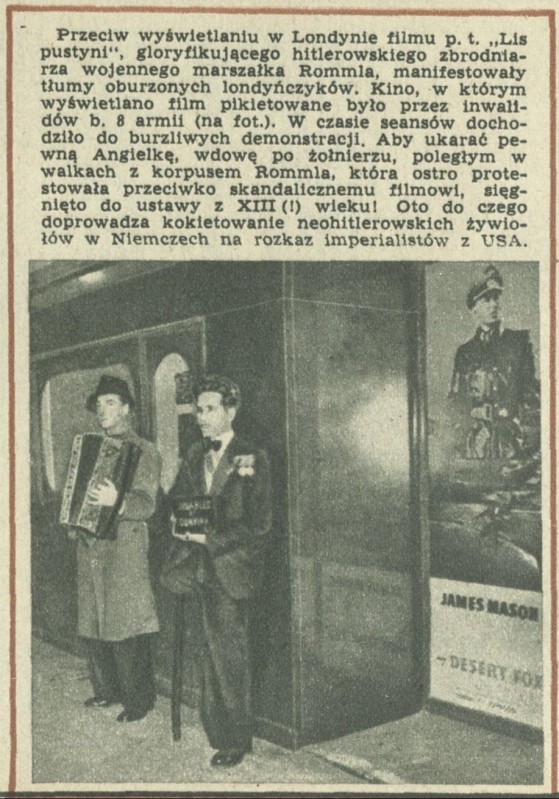 Przeciw wyświetlaniu w Londynie filmu p. t. „Lis
pustyni“, gloryfikującego hitlerowskiego zbrodnia-
rza wojennego marszałka Rommla, manifestowały
tłumy oburzonych londyńczyków. Kino, w którym
wyświetlano film pikietowane było przez inwali-
dów b. 8 armii (na fot.). W czasie seansów docho-
dziło do burzliwych demonstracji. Aby ukarać pe-
wną Angielkę, wdowę po żołnierzu, poległym w
walkach z korpusem Rommla, która ostro prote-
stowała przeciwko skandalicznemu filmowi, sięg-
nięto do ustawy z XIII (!) wieku! Oto do czego
doprowadza kokietowanie neohitlerowskich żywio-
łów w Niemczech na rozkaz imperialistów z USA.
JAMES MASON
DESERT FOX